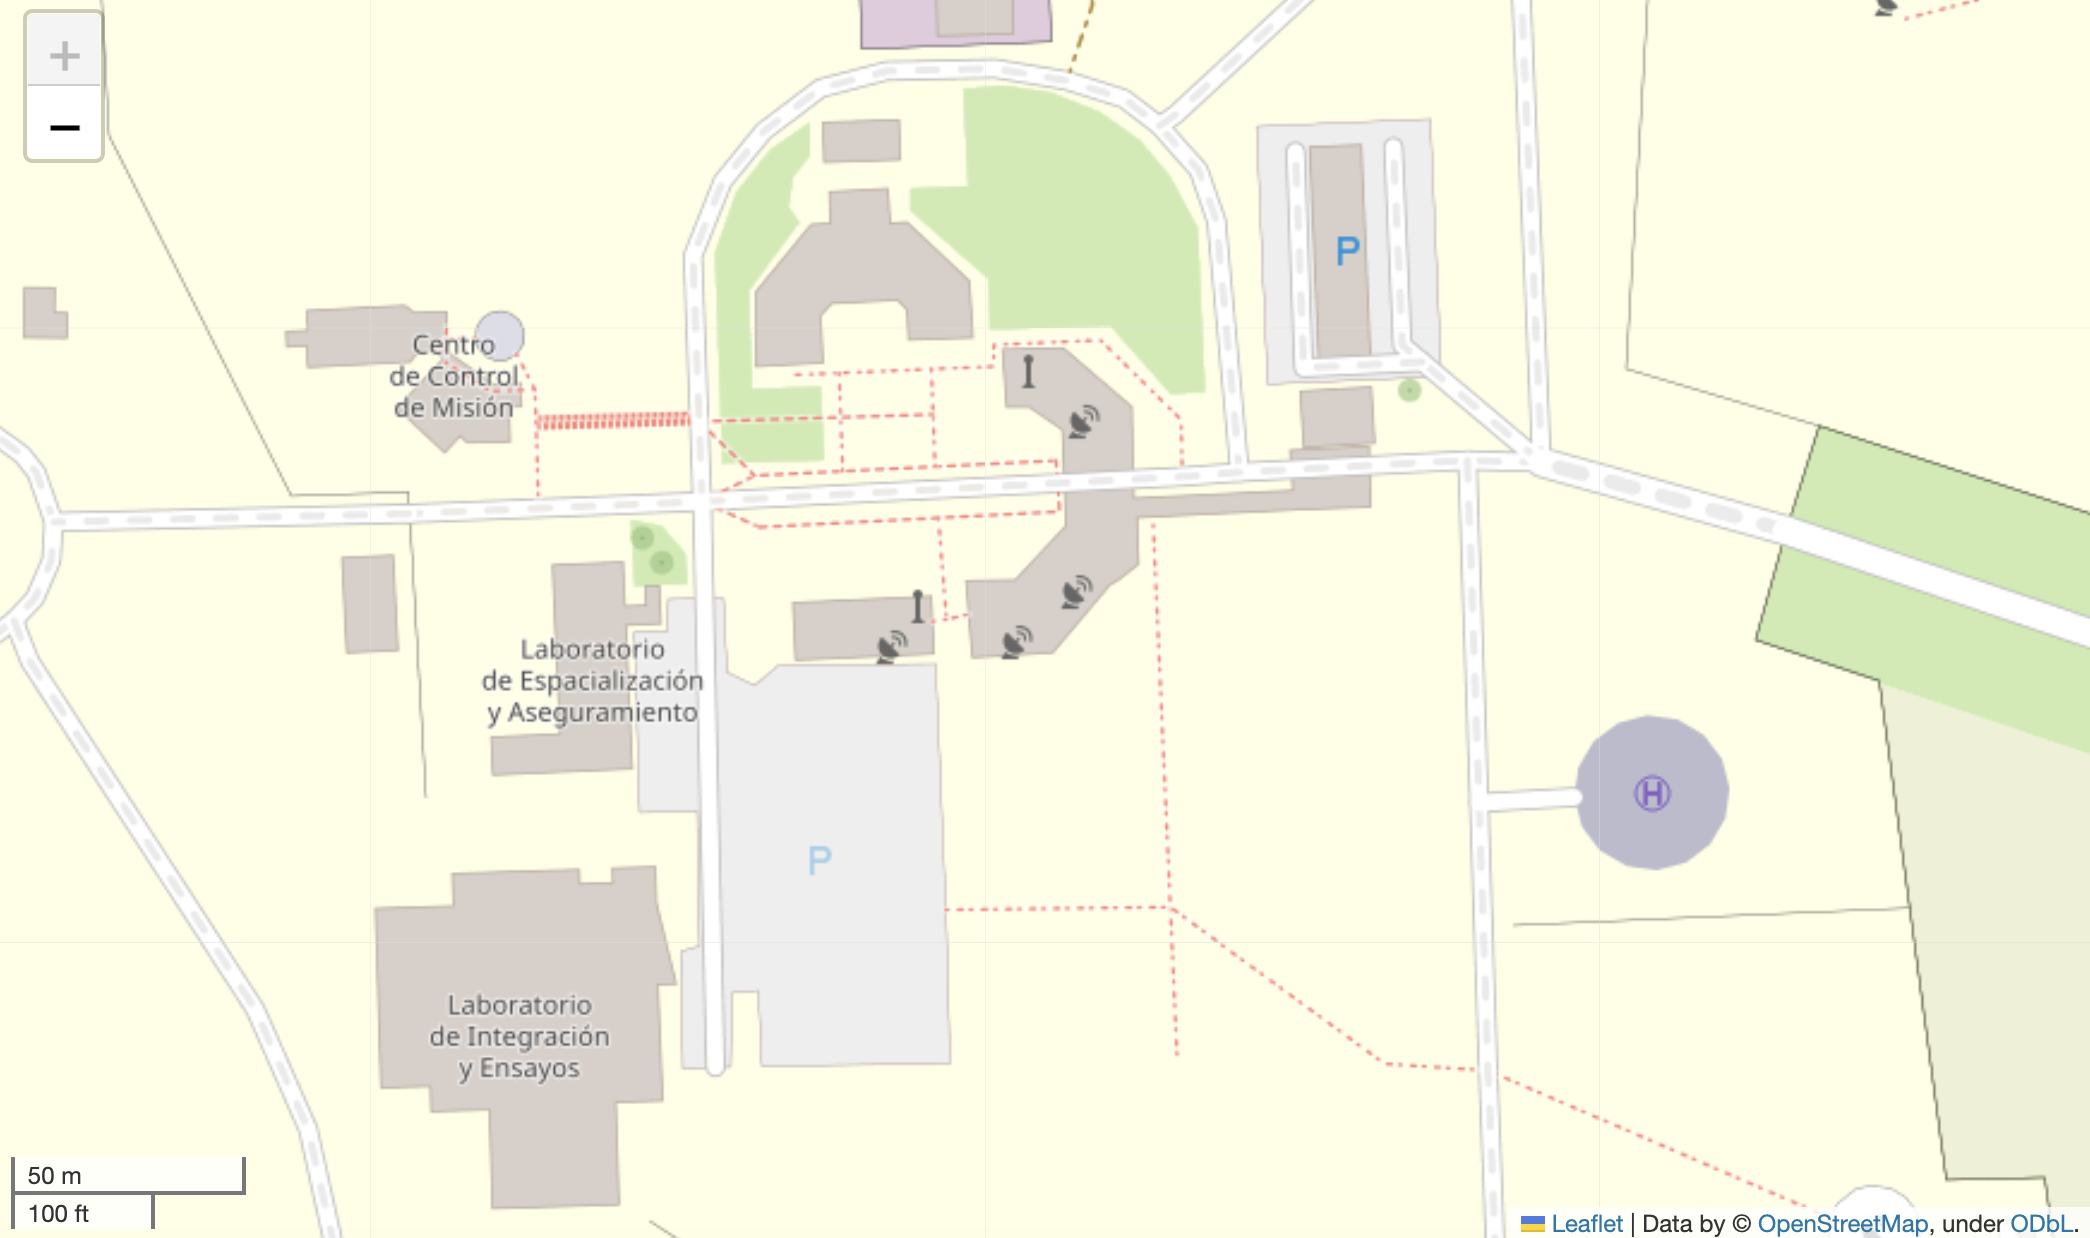 +
−
P
Centro
de Control
de Misión
Laboratorio
de Espacialización
y Aseguramiento
H
P
Laboratorio
de Integración
y Ensayos
50 m
100 ft
Leaflet | Data by © OpenStreetMap, under ODbL.